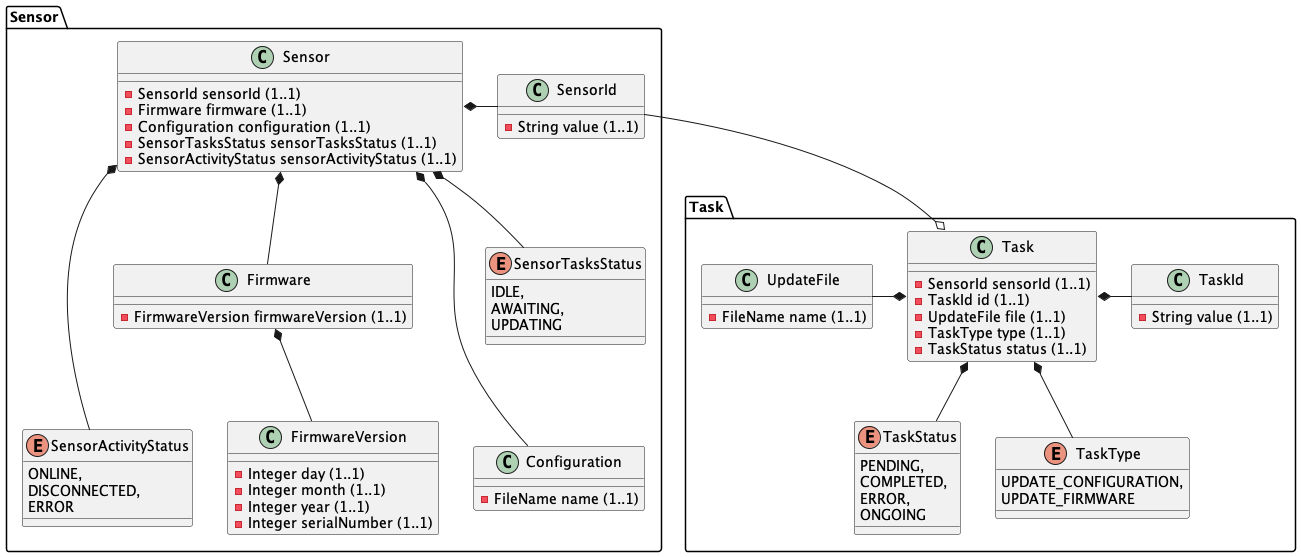 Sensor
C Sensor
SensorId sensorId (1..1)
Firmware firmware (1..1)
Configuration configuration (1..1)
SensorTasksStatus sensorTasksStatus (1..1)
SensorActivityStatus sensorActivityStatus (1..1)
C SensorId
String value (1..1)
C Firmware
FirmwareVersion firmwareVersion (1..1)
E SensorTasksStatus
IDLE,
AWAITING,
UPDATING
E SensorActivityStatus
ONLINE,
DISCONNECTED,
ERROR
C FirmwareVersion
Integer day (1..1)
Integer month (1..1)
Integer year (1..1)
Integer serialNumber (1..1)
C Configuration
FileName name (1..1)
Task
C UpdateFile
FileName name (1..1)
C Task
SensorId sensorId (1..1)
TaskId id (1..1)
UpdateFile file (1..1)
TaskType type (1..1)
TaskStatus status (1..1)
C TaskId
String value (1..1)
E TaskStatus
PENDING,
COMPLETED,
ERROR,
ONGOING
E TaskType
UPDATE_CONFIGURATION,
UPDATE_FIRMWARE